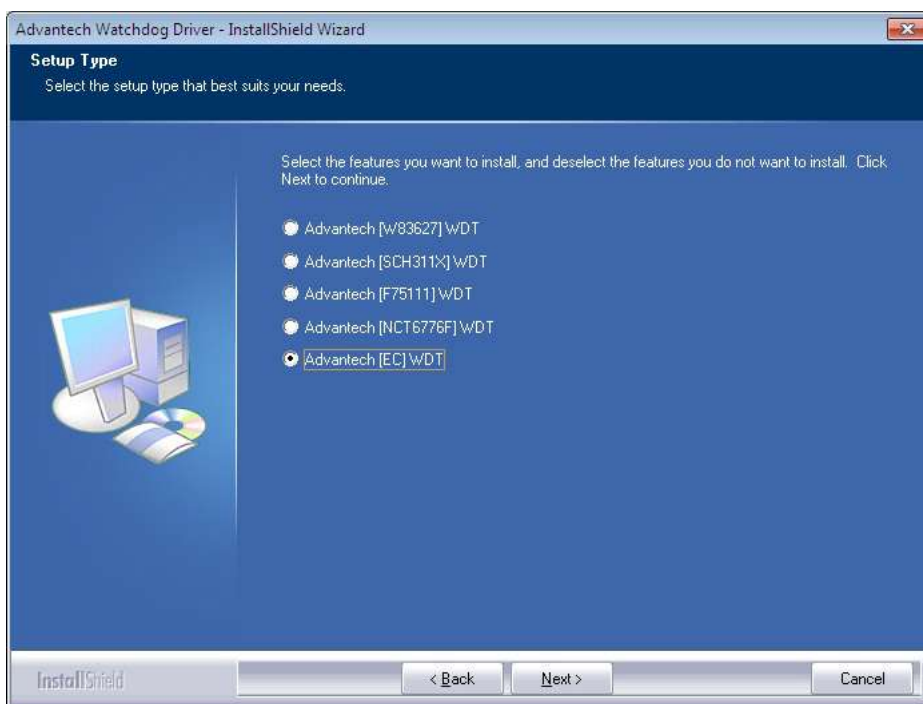 Advantech Watchdog Driver - InstallShield Wizard
Setup Type
Select the setup type that best suits your needs.
Select the features you want to install, and deselect the features you do not want to install. Click
Next to continue.
Advantech [W83627] WDT
Advantech [SCH311X] WDT
Advantech [F75111] WDT
Advantech [NCT6776F] WDT
Advantech [EC] WDT
InstallShield
< Back
Next >
Cancel